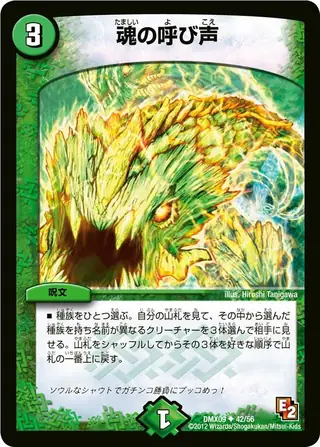 3
たましい よ こえ
魂の呼び声
illus. Hiroshi Tanigawa
呪文
■ 種族をひとつ選ぶ。自分の山札を見て、その中から選んだ
種族を持ち名前が異なるクリーチャーを3体選んで相手に見
せる。山札をシャッフルしてからその3体を好きな順序で山
札の一番上に戻す。
ソウルなシャウトでガチンコ勝負にブッコめっ!
1
DMX09 42/56
©2012 Wizards/Shogakukan/Mitsui-Kids
E2